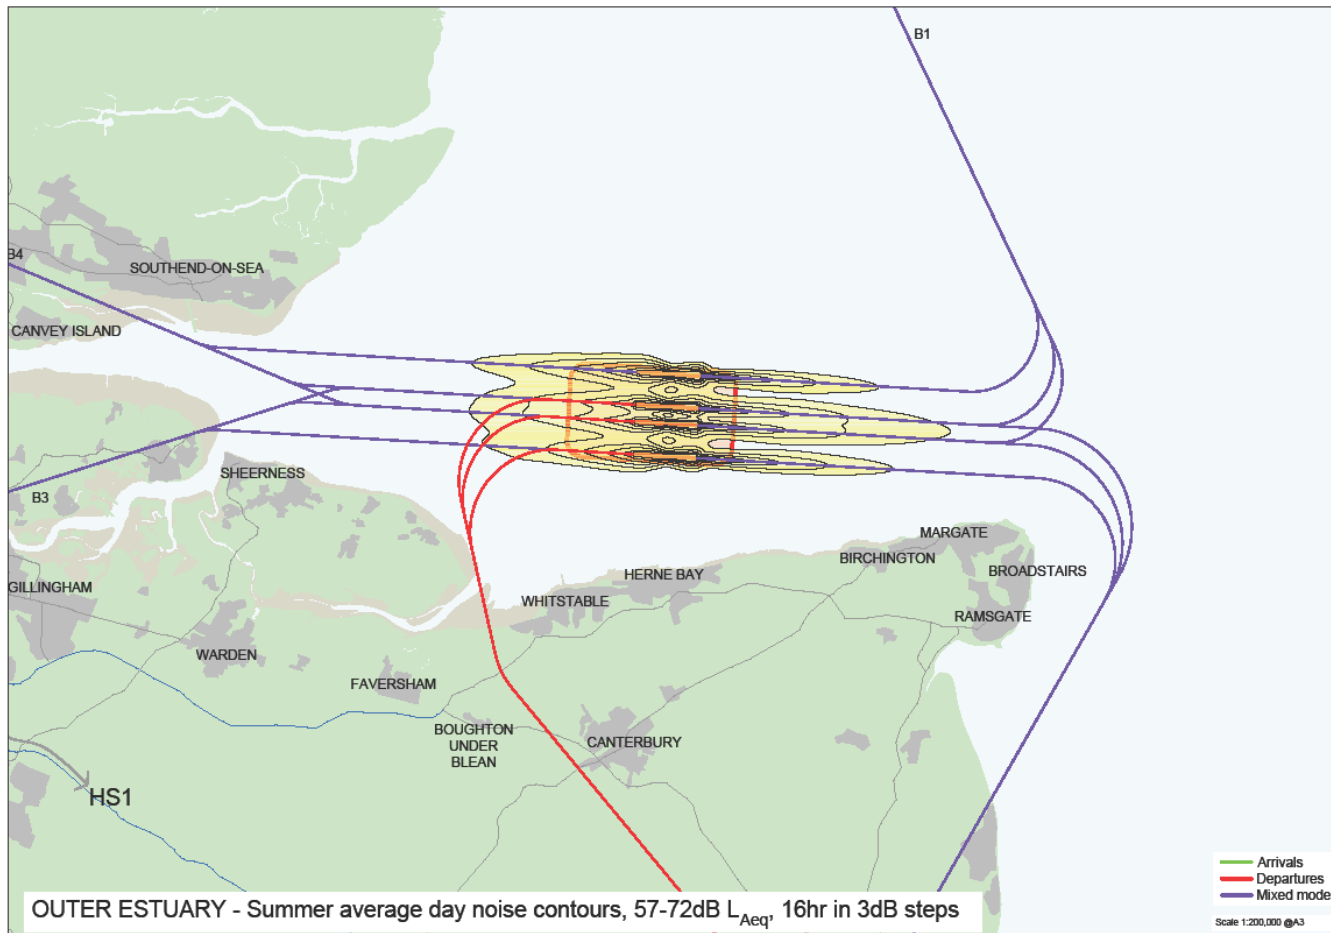 B1
B4
SOUTHEND-ON-SEA
CANVEY ISLAND
SHEERNESS
B3
MARGATE
BIRCHINGTON
BROADSTAIRS
HERNE BAY
GILLINGHAM
WHITSTABLE
RAMSGATE
WARDEN
FAVERSHAM
BOUGHTON
UNDER
BLEAN
CANTERBURY
HS1
Arrivals
Departures
Mixed mode
OUTER ESTUARY - Summer average day noise contours, 57-72dB LAeq, 16hr in 3dB steps
Scale 1:200,000 @A3